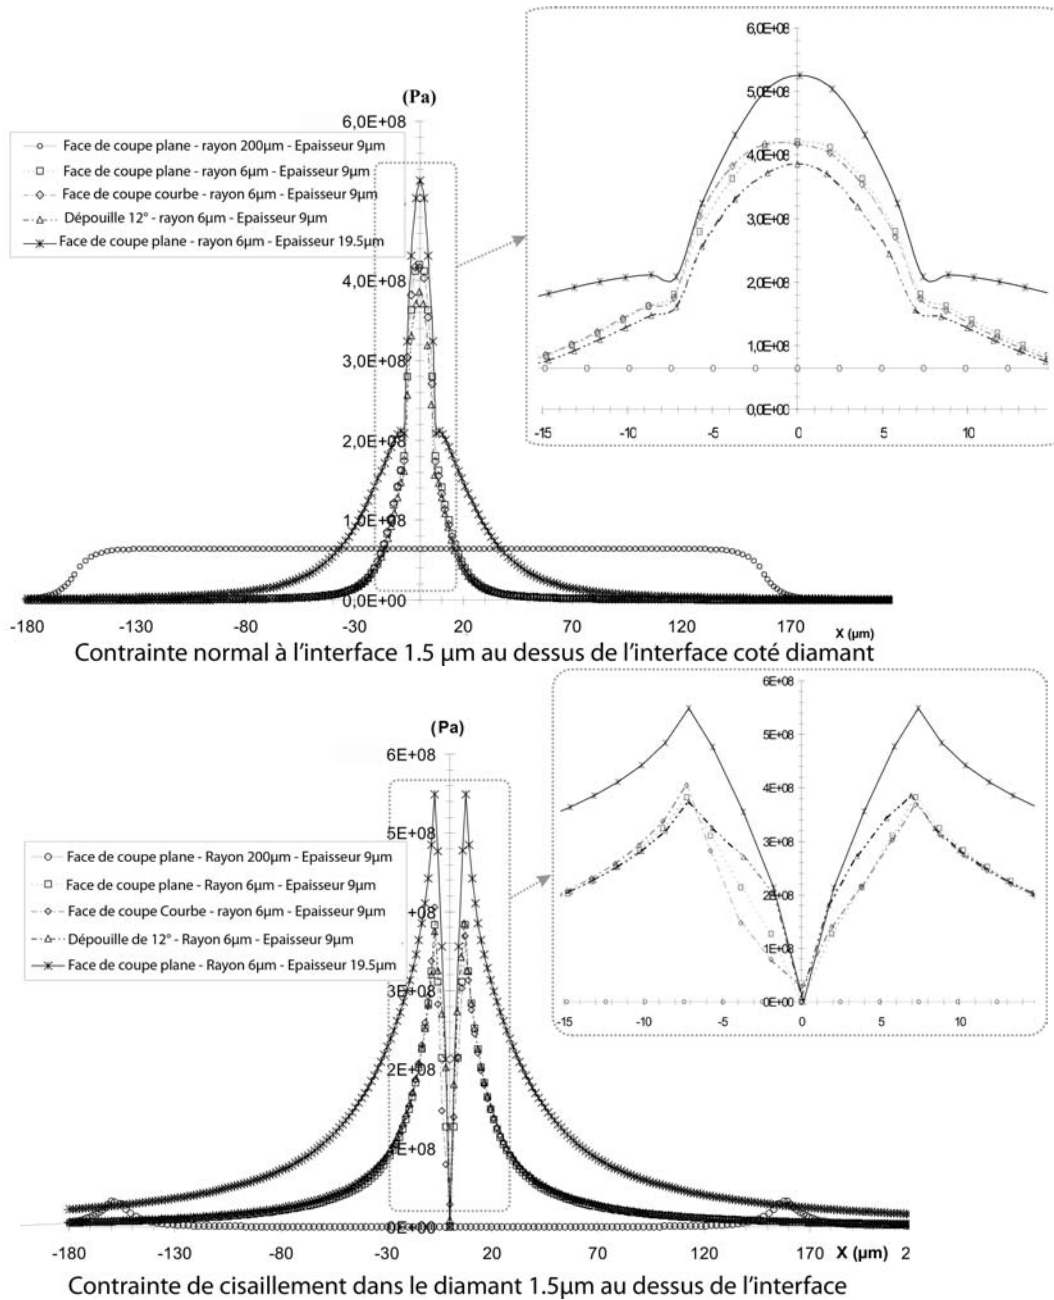 (Pa)
6,0E+08
Face de coupe plane - rayon 200µm - Epaisseur 9µm
Face de coupe plane - rayon 6µm - Epaisseur 9µm
Face de coupe courbe - rayon 6µm - Epaisseur 9µm
Dépouille 12° - rayon 6µm - Epaisseur 9µm
Face de coupe plane - rayon 6µm - Epaisseur 19.5µm
4,0E+08
3,0E+08
2,0E+08
1,0E+08
0,0E+00
-180 -130 -80 -30 20 70 120 170 X (µm)
6,0E+08
5,0E+08
4,0E+08
3,0E+08
2,0E+08
1,0E+08
0,0E+00
-15 -10 -5 0 5 10
Contrainte normal à l'interface 1.5 µm au dessus de l'interface coté diamant
(Pa)
6E+08
5E+08
Face de coupe plane - Rayon 200µm - Epaisseur 9µm
Face de coupe plane - Rayon 6µm - Epaisseur 9µm
Face de coupe Courbe - rayon 6µm - Epaisseur 9µm
Dépouille de 12° - Rayon 6µm - Epaisseur 9µm
Face de coupe plane - Rayon 6µm - Epaisseur 19.5µm
E+08
E+08
2E+08
E+08
0E+00
-180 -130 -80 -30 20 70 120 170 X (µm) 2
6E+08
5E+08
4E+08
3E+08
2E+08
1E+08
0E+00
-15 -10 -5 0 5 10
Contrainte de cisaillement dans le diamant 1.5µm au dessus de l'interface